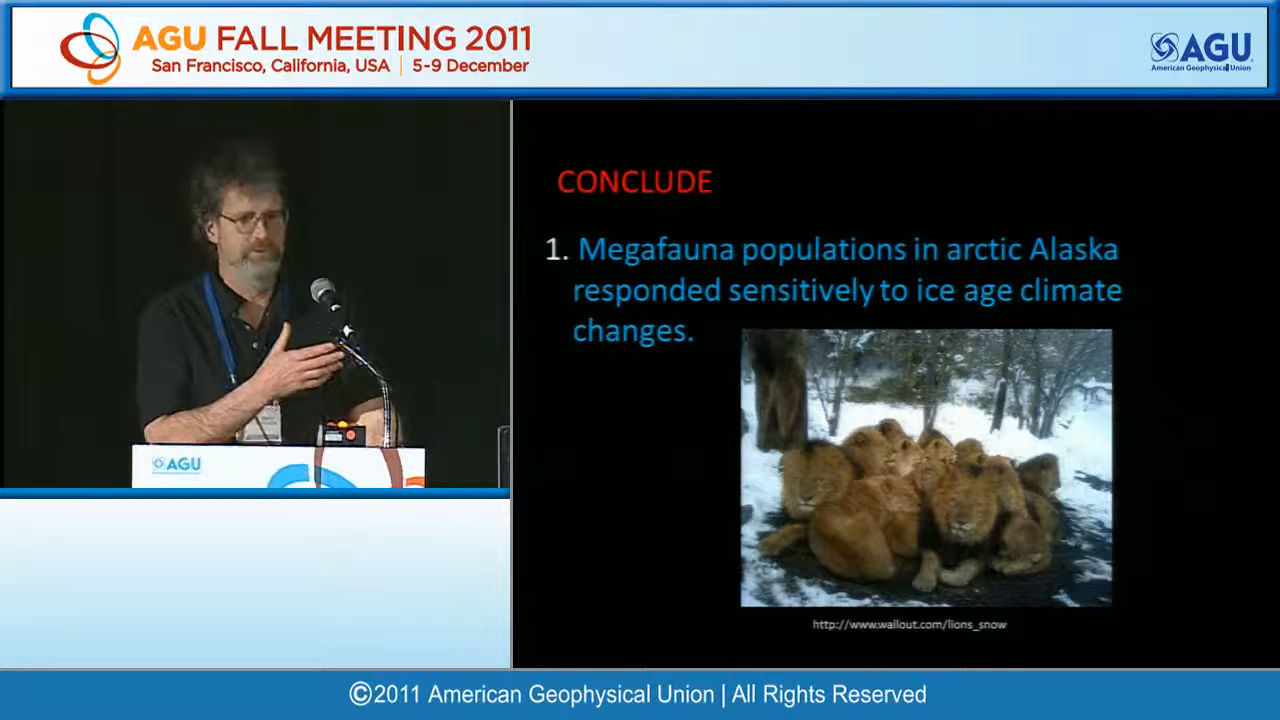 AGU FALL MEETING 2011
San Francisco, California, USA | 5-9 December
AGU
American Geophysical Union
CONCLUDE
1. Megafauna populations in arctic Alaska
responded sensitively to ice age climate
changes.
AGU
http://www.wallout.com/lions_snow
©2011 American Geophysical Union | All Rights Reserved